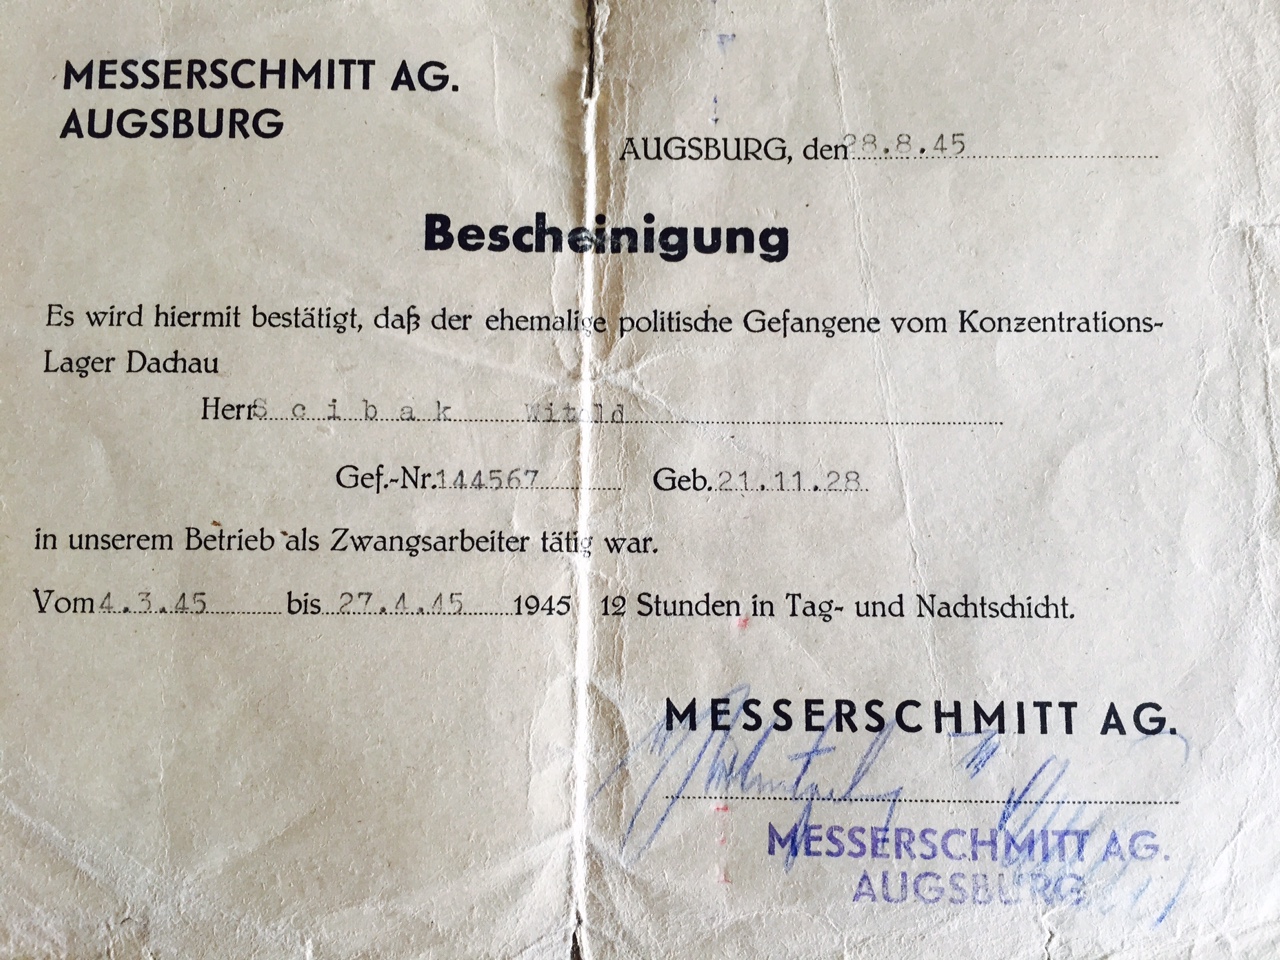 MESSERSCHMITT AG.
AUGSBURG
AUGSBURG, den 28.8.45
Bescheinigung
Es wird hiermit bestätigt, daß der ehemalige politische Gefangene vom Konzentrations-
Lager Dachau
Herr S c i b a k Witold
Gef.-Nr. 144567 Geb. 21.11.28
in unserem Betrieb als Zwangsarbeiter tätig war.
Vom 4.3.45 bis 27.4.45 1945 12 Stunden in Tag- und Nachtschicht.
MESSERSCHMITT AG.
MESSERSCHMITT AG.
AUGSBURG